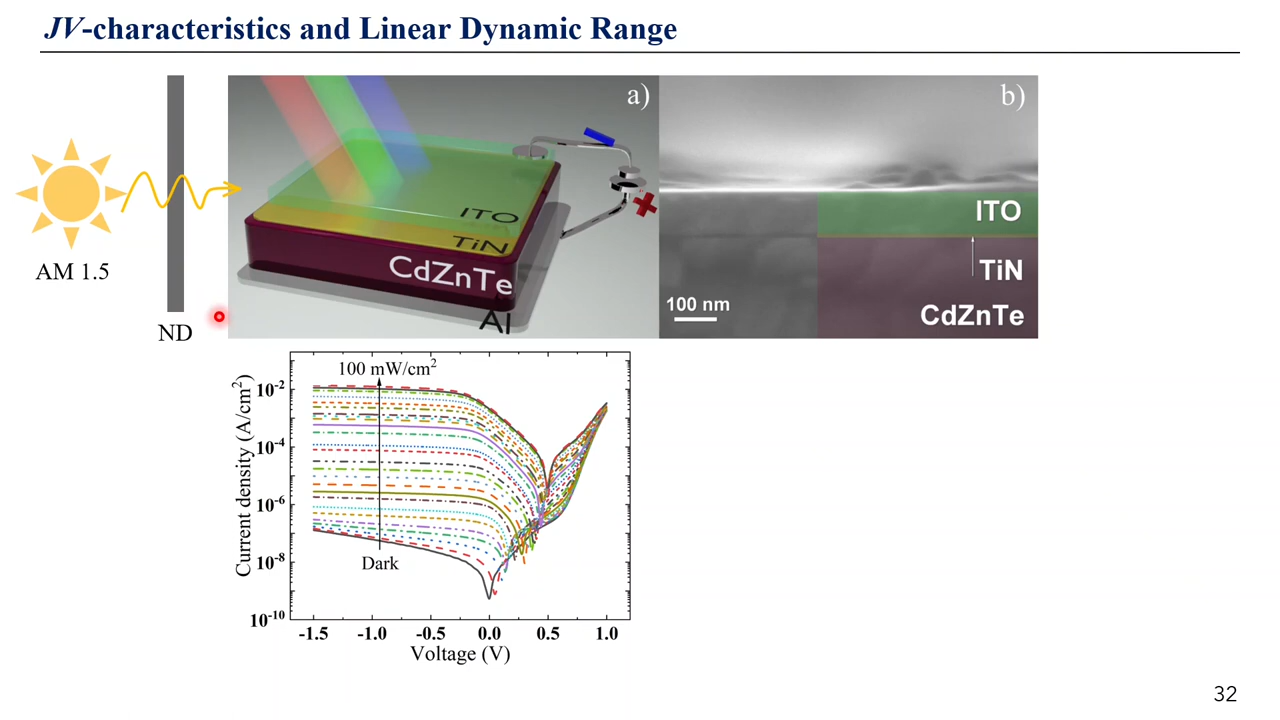 JV-characteristics and Linear Dynamic Range
AM 1.5
ND
a)
ITO
TiN
CdZnTe
Al
b)
ITO
TiN
CdZnTe
100 nm
100 mW/cm²
Dark
Current density (A/cm²)
10⁻²
10⁻⁴
10⁻⁶
10⁻⁸
10⁻¹⁰
-1.5 -1.0 -0.5 0.0 0.5 1.0
Voltage (V)
32